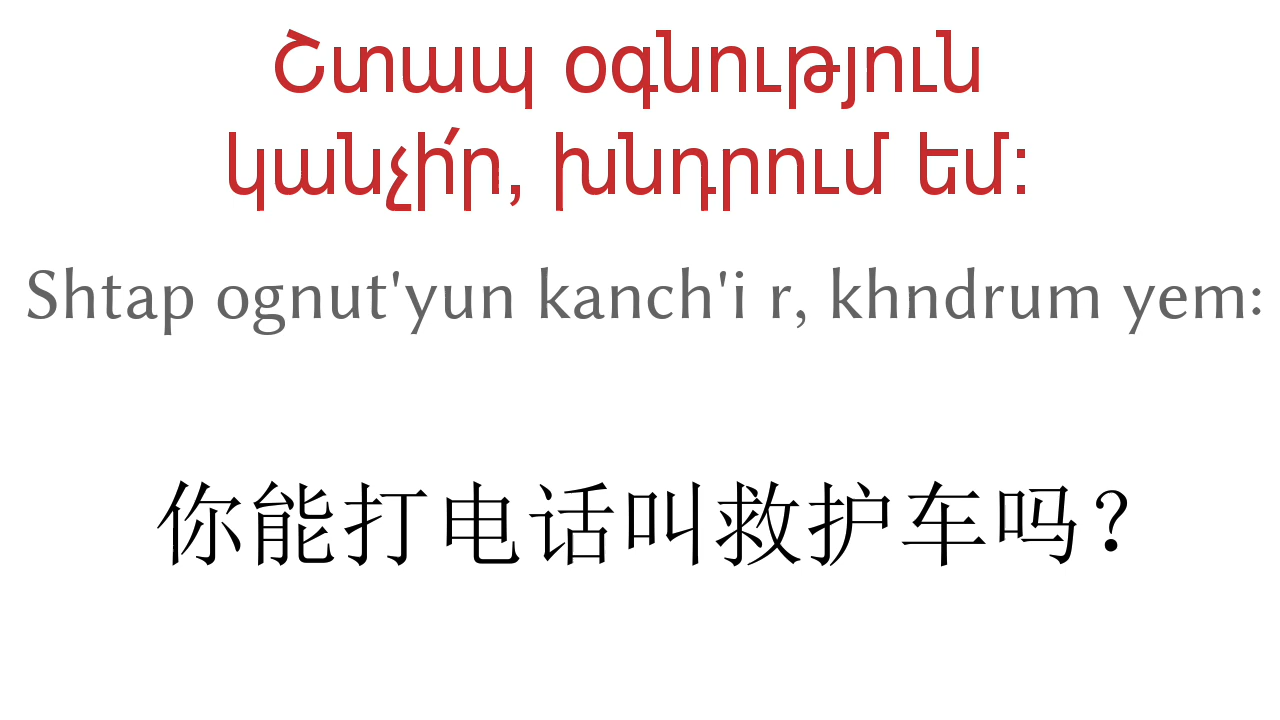 Շտապ օգնություն
կանչի՛ր, խնդրում եմ:
Shtap ognut'yun kanch'i r, khndrum yem:
你能打电话叫救护车吗？